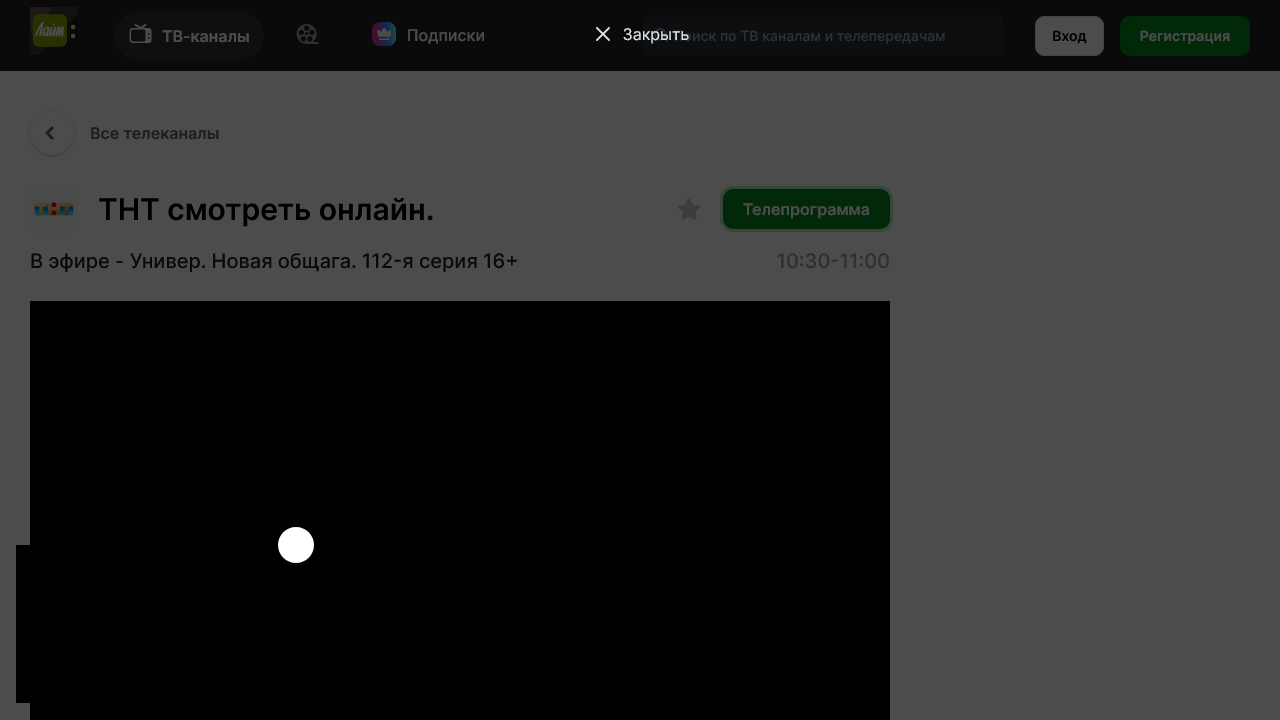 Лайм
ТВ-каналы
Подписки
Закрыть
иск по ТВ каналам и телепередачам
Вход
Регистрация
Все телеканалы
ТНТ смотреть онлайн.
Телепрограмма
В эфире - Универ. Новая общага. 112-я серия 16+
10:30-11:00